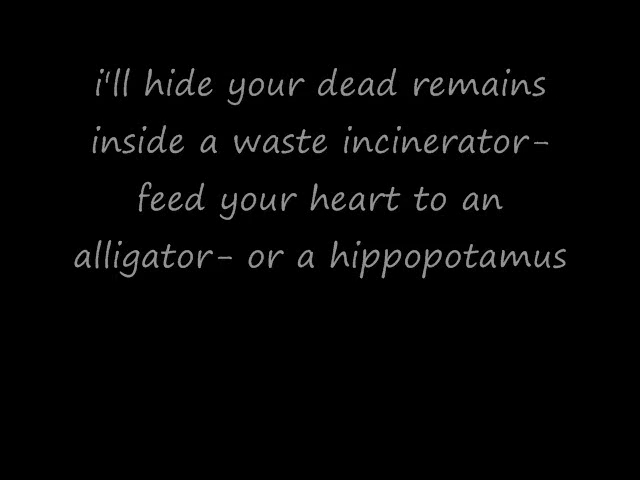 i'll hide your dead remains
inside a waste incinerator-
feed your heart to an
alligator- or a hippopotamus